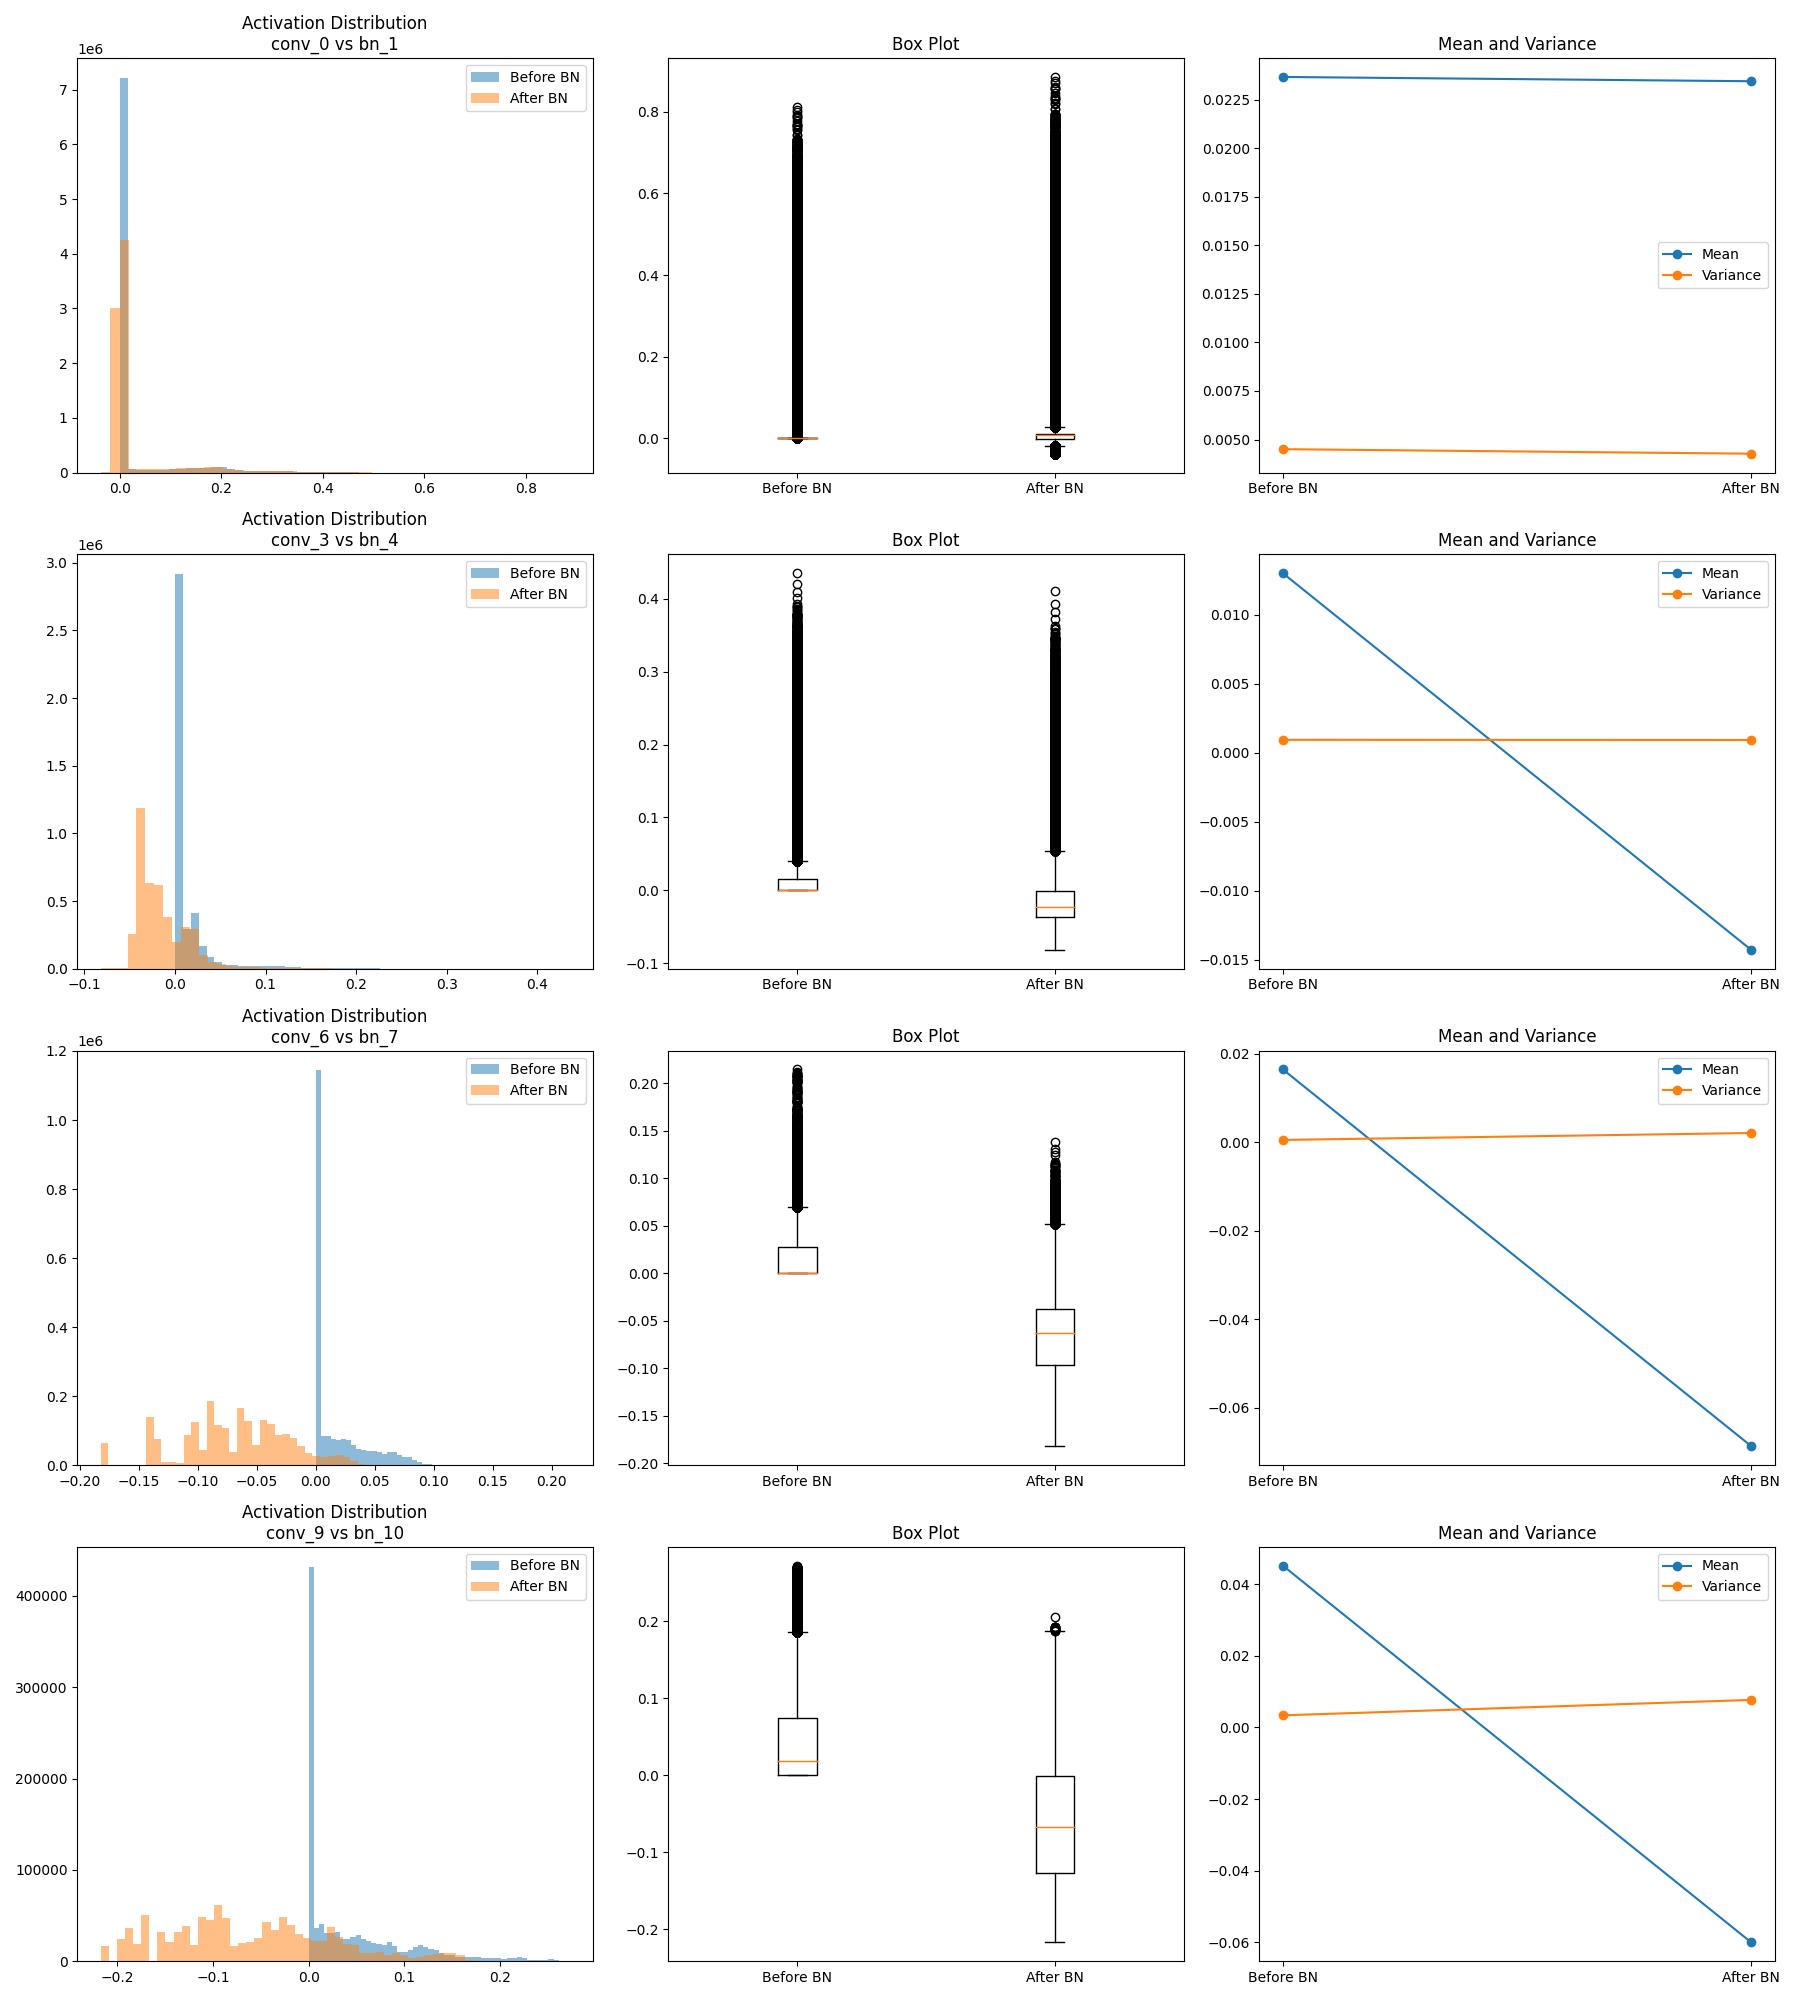 Activation Distribution
conv_0 vs bn_1
1e6
7
6
5
4
3
2
1
0
0.0 0.2 0.4 0.6 0.8
Before BN
After BN
Box Plot
0.8
0.6
0.4
0.2
0.0
Before BN After BN
Mean and Variance
0.0225
0.0200
0.0175
0.0150
0.0125
0.0100
0.0075
0.0050
Before BN After BN
Mean
Variance
Activation Distribution
conv_3 vs bn_4
1e6
3.0
2.5
2.0
1.5
1.0
0.5
0.0
−0.1 0.0 0.1 0.2 0.3 0.4
Before BN
After BN
Box Plot
0.4
0.3
0.2
0.1
0.0
−0.1
Before BN After BN
Mean and Variance
0.010
0.005
0.000
−0.005
−0.010
−0.015
Before BN After BN
Mean
Variance
Activation Distribution
conv_6 vs bn_7
1e6
1.2
1.0
0.8
0.6
0.4
0.2
0.0
−0.20 −0.15 −0.10 −0.05 0.00 0.05 0.10 0.15 0.20
Before BN
After BN
Box Plot
0.20
0.15
0.10
0.05
0.00
−0.05
−0.10
−0.15
−0.20
Before BN After BN
Mean and Variance
0.02
0.00
−0.02
−0.04
−0.06
Before BN After BN
Mean
Variance
Activation Distribution
conv_9 vs bn_10
400000
300000
200000
100000
0
−0.2 −0.1 0.0 0.1 0.2
Before BN
After BN
Box Plot
0.2
0.1
0.0
−0.1
−0.2
Before BN After BN
Mean and Variance
0.04
0.02
0.00
−0.02
−0.04
−0.06
Before BN After BN
Mean
Variance